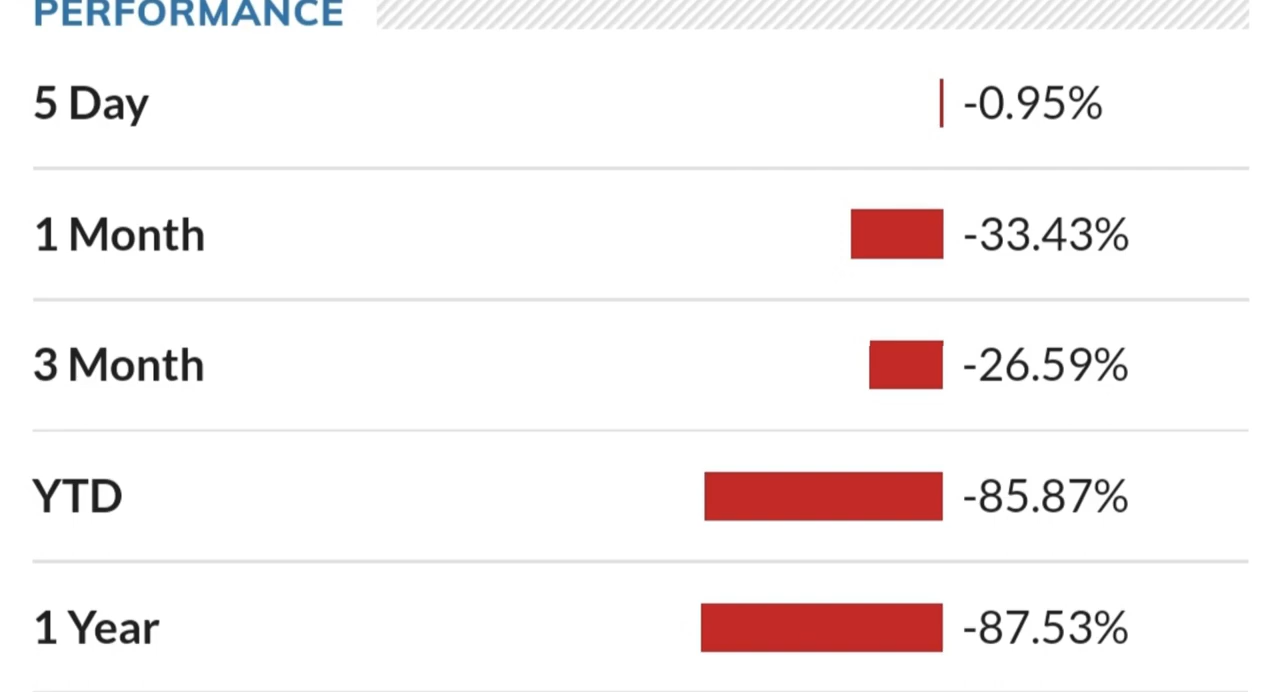 PERFORMANCE
5 Day -0.95%
1 Month -33.43%
3 Month -26.59%
YTD -85.87%
1 Year -87.53%